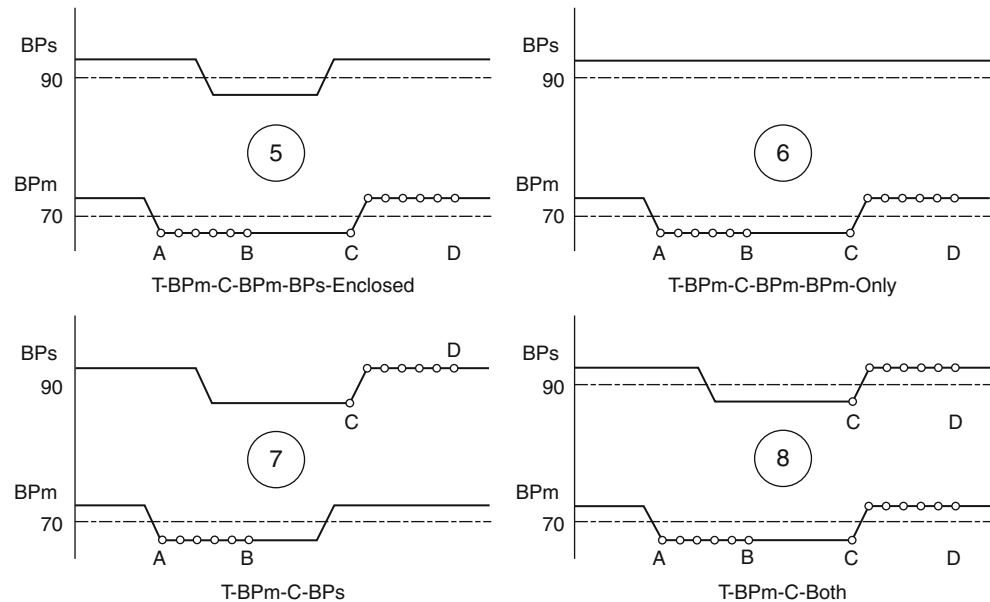 BPs
90
5
BPm
70
A B C D
T-BPm-C-BPm-BPs-Enclosed
BPs
90
6
BPm
70
A B C D
T-BPm-C-BPm-BPm-Only
BPs
90
D
C
7
BPm
70
A B
T-BPm-C-BPs
BPs
90
C D
8
BPm
70
A B C D
T-BPm-C-Both